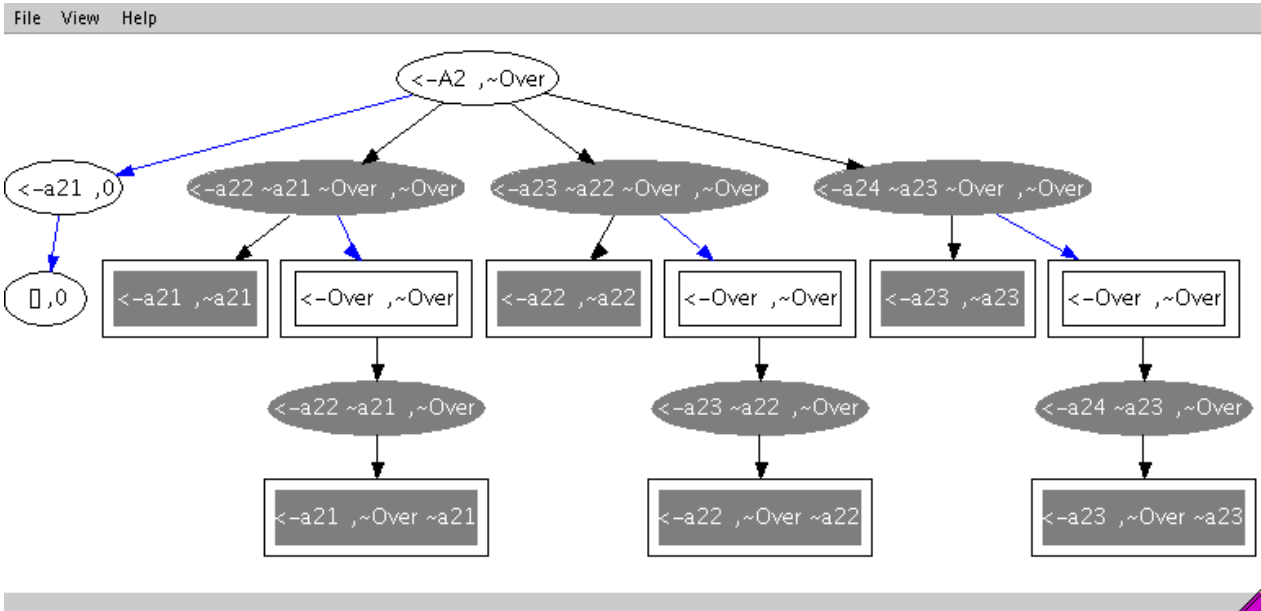 File View Help
<-A2 ,~Over
<-a21 ,0
<-a22 ~a21 ~Over ,~Over
<-a23 ~a22 ~Over ,~Over
<-a24 ~a23 ~Over ,~Over
[] ,0
<-a21 ,~a21
<-Over ,~Over
<-a22 ,~a22
<-Over ,~Over
<-a23 ,~a23
<-Over ,~Over
<-a22 ~a21 ,~Over
<-a23 ~a22 ,~Over
<-a24 ~a23 ,~Over
<-a21 ,~Over ~a21
<-a22 ,~Over ~a22
<-a23 ,~Over ~a23